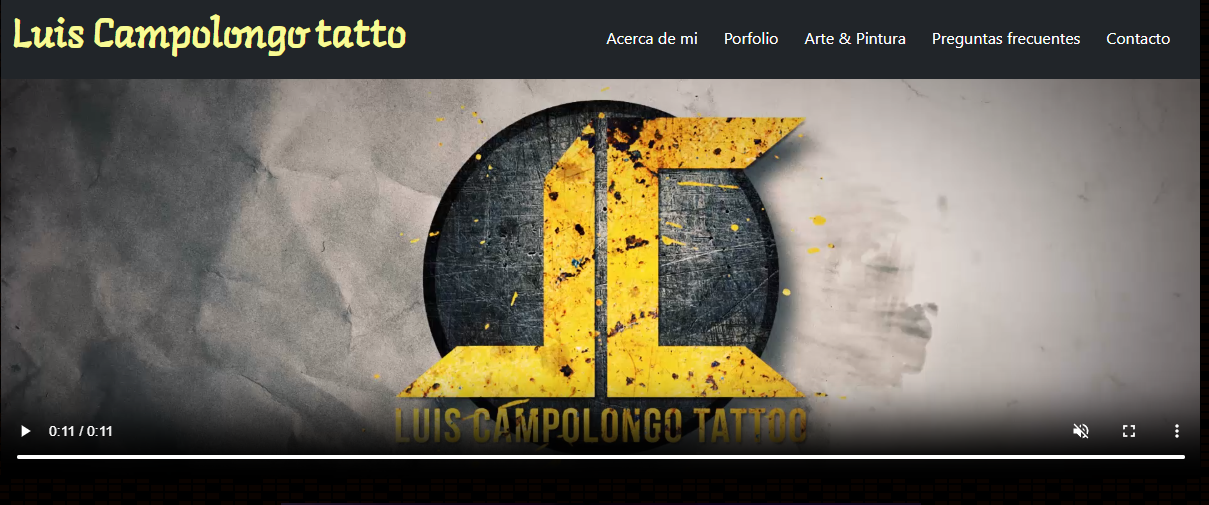 Luis Campolongo tatto
Acerca de mi Porfolio Arte & Pintura Preguntas frecuentes Contacto
LC
LUIS CAMPOLONGO TATTOO
0:11 / 0:11